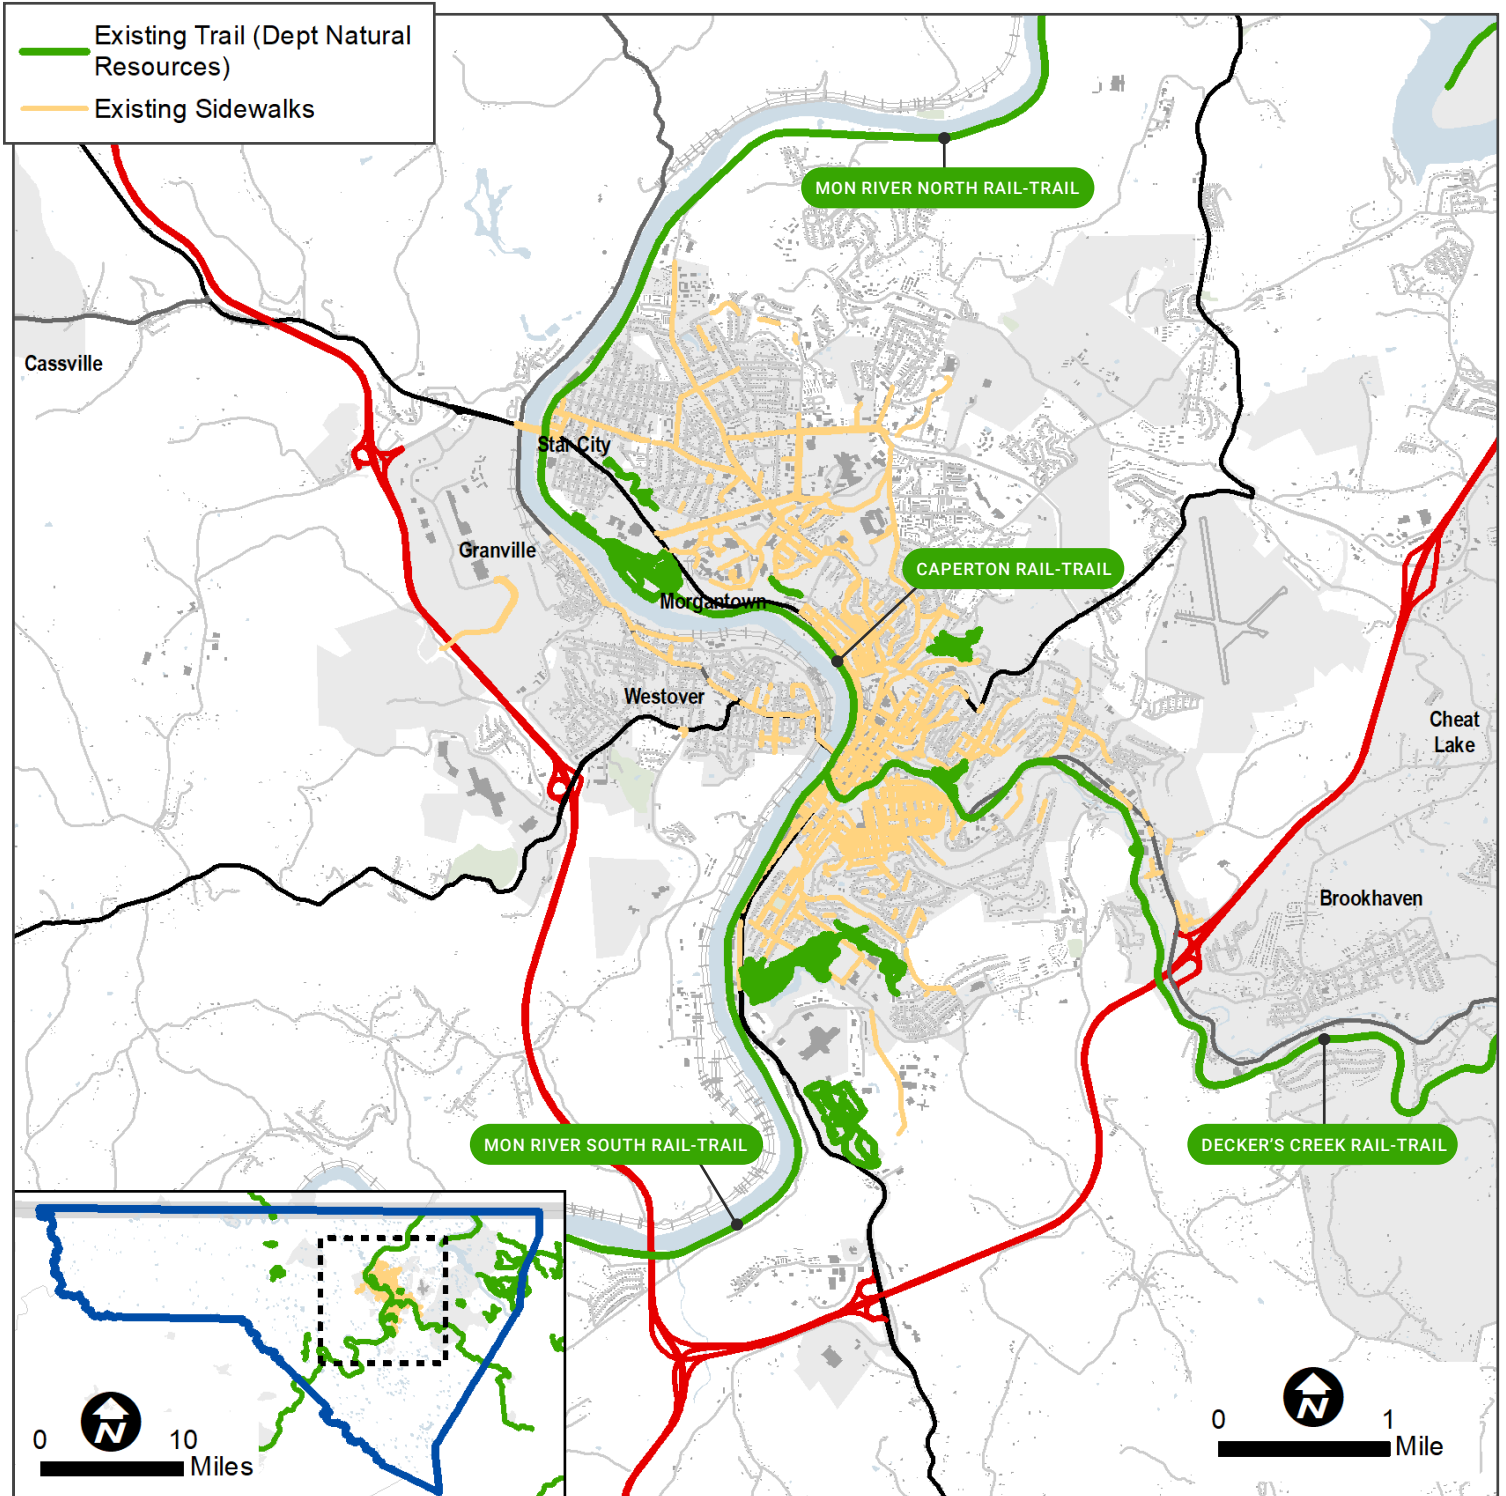 Existing Trail (Dept Natural
Resources)
Existing Sidewalks
MON RIVER NORTH RAIL-TRAIL
Cassville
Star City
Granville
CAPERTON RAIL-TRAIL
Morgantown
Westover
Cheat
Lake
Brookhaven
MON RIVER SOUTH RAIL-TRAIL
DECKER'S CREEK RAIL-TRAIL
N
0 10
Miles
N
0 1
Mile